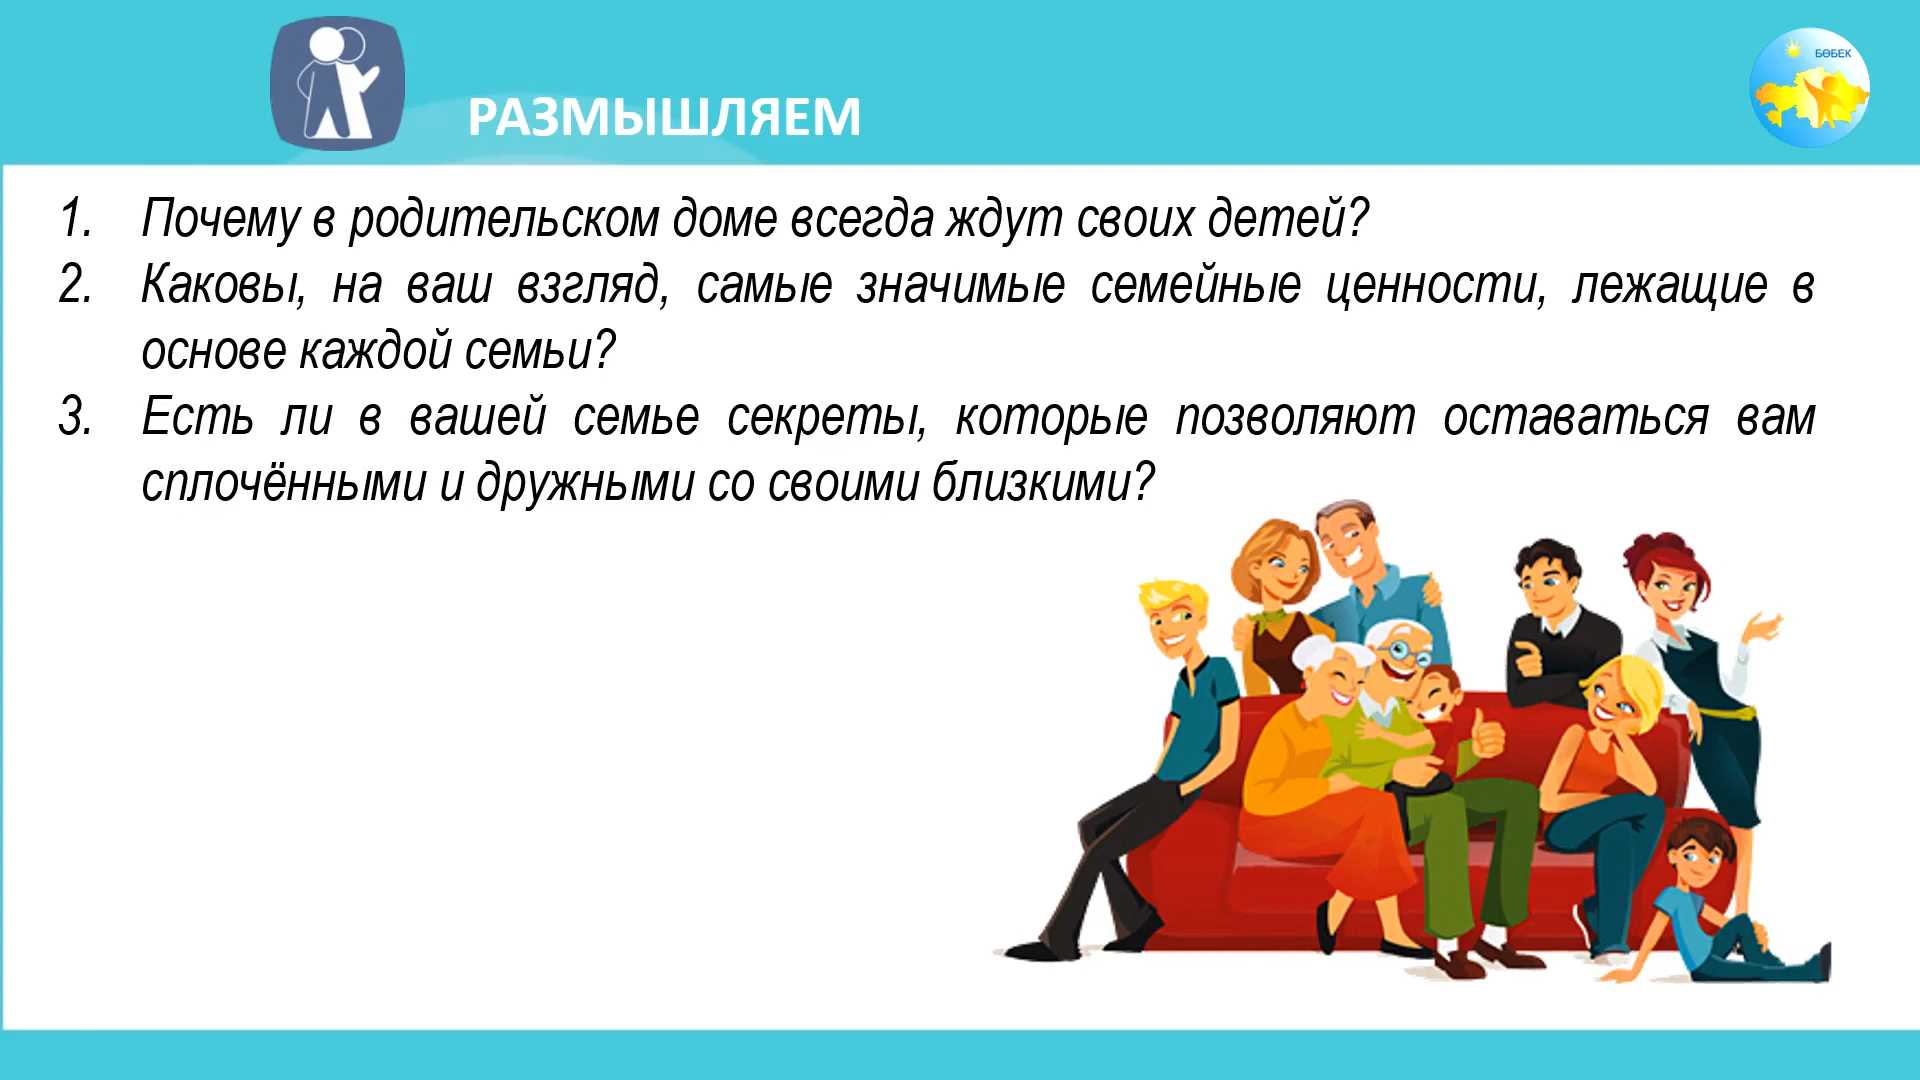 РАЗМЫШЛЯЕМ
БӨБЕК
1. Почему в родительском доме всегда ждут своих детей?
2. Каковы, на ваш взгляд, самые значимые семейные ценности, лежащие в
основе каждой семьи?
3. Есть ли в вашей семье секреты, которые позволяют оставаться вам
сплочёнными и дружными со своими близкими?